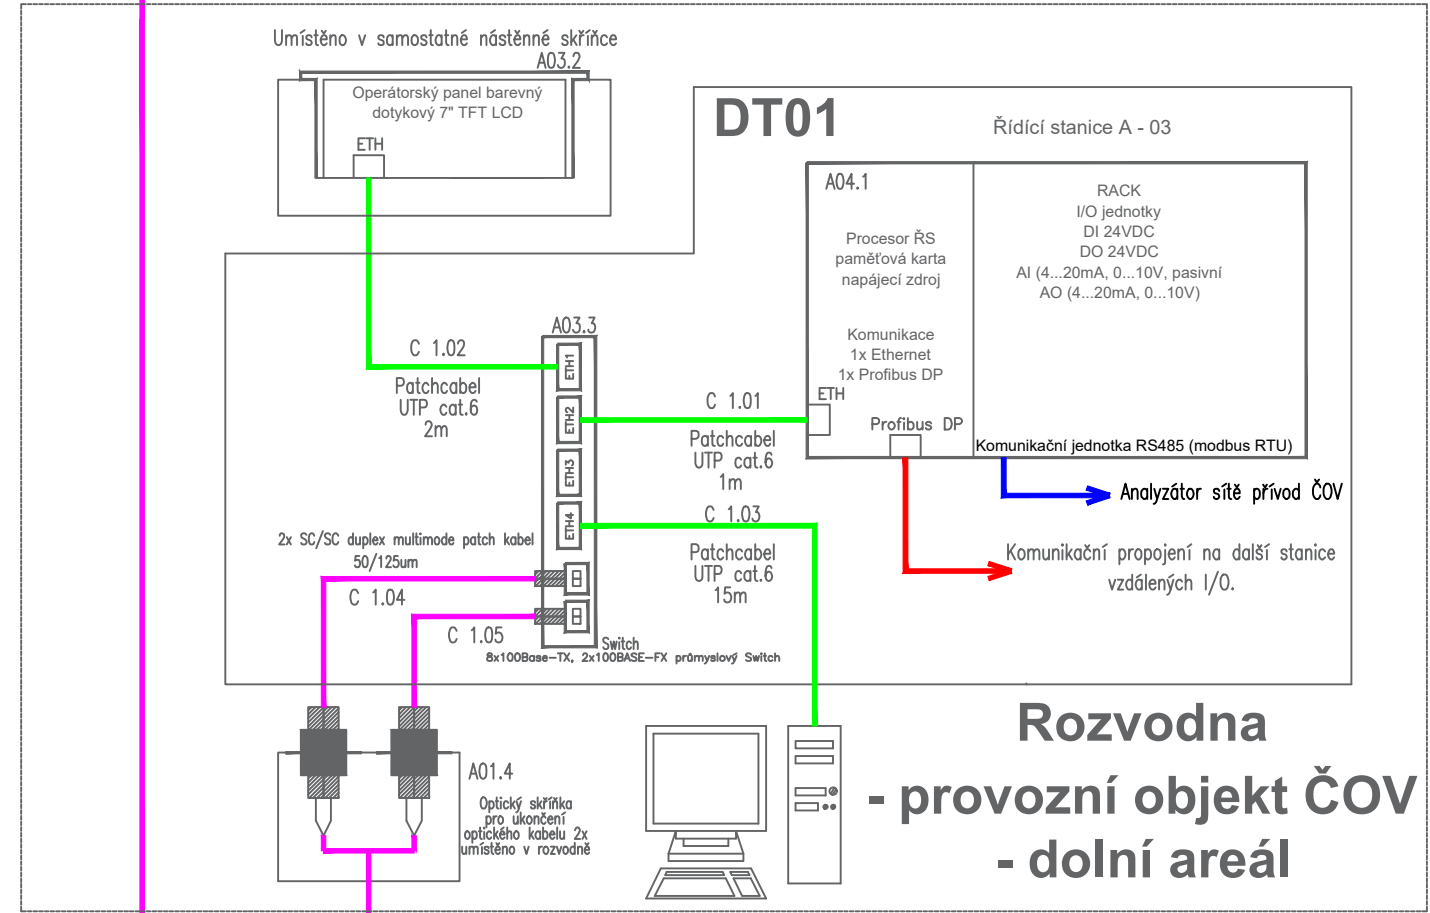 Umístěno v samostatné nástěnné skříňce
A03.2
Operátorský panel barevný
dotykový 7" TFT LCD
ETH
DT01
Řídící stanice A - 03
A04.1
Procesor ŘS
paměťová karta
napájecí zdroj
Komunikace
1x Ethernet
1x Profibus DP
ETH
Profibus DP
RACK
I/O jednotky
DI 24VDC
DO 24VDC
AI (4...20mA, 0...10V, pasivní
AO (4...20mA, 0...10V)
Komunikační jednotka RS485 (modbus RTU)
Analyzátor sítě přívod ČOV
Komunikační propojení na další stanice
vzdálených I/O.
A03.3
ETH1
ETH2
ETH3
ETH4
C 1.02
Patchcabel
UTP cat.6
2m
C 1.01
Patchcabel
UTP cat.6
1m
C 1.03
Patchcabel
UTP cat.6
15m
2x SC/SC duplex multimode patch kabel
50/125um
C 1.04
C 1.05
Switch
8x100Base-TX, 2x100BASE-FX průmyslový Switch
A01.4
Optický skříňka
pro ukončení
optického kabelu 2x
umístěno v rozvodně
Rozvodna
- provozní objekt ČOV
- dolní areál